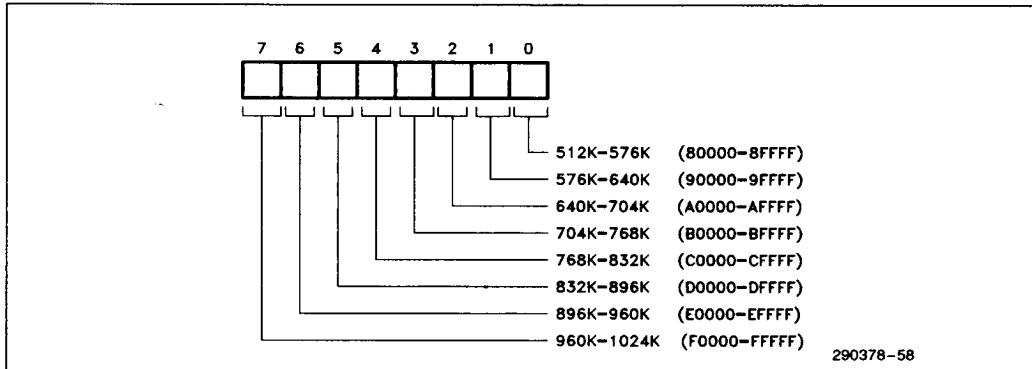 7 6 5 4 3 2 1 0
512K-576K (80000-8FFFF)
576K-640K (90000-9FFFF)
640K-704K (A0000-AFFFF)
704K-768K (B0000-BFFFF)
768K-832K (C0000-CFFFF)
832K-896K (D0000-DFFFF)
896K-960K (E0000-EFFFF)
960K-1024K (F0000-FFFFF)
290378-58